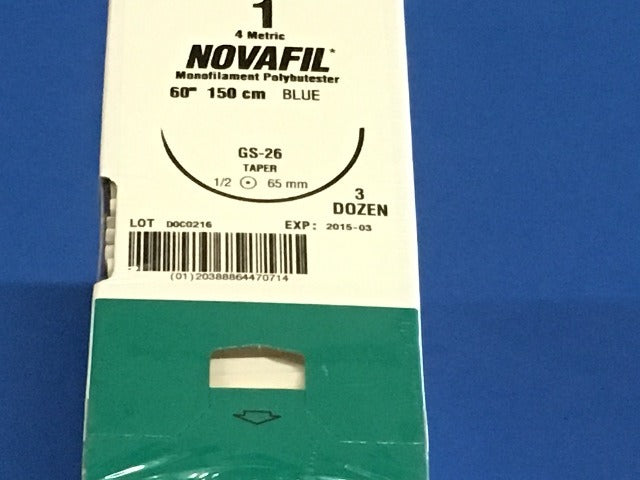 1
4 Metric
NOVAFIL*
Monofilament Polybutester
60" 150 cm BLUE
GS-26
TAPER
1/2 65 mm
3
DOZEN
LOT D0C0216 EXP: 2015-03
(01)20388864470714